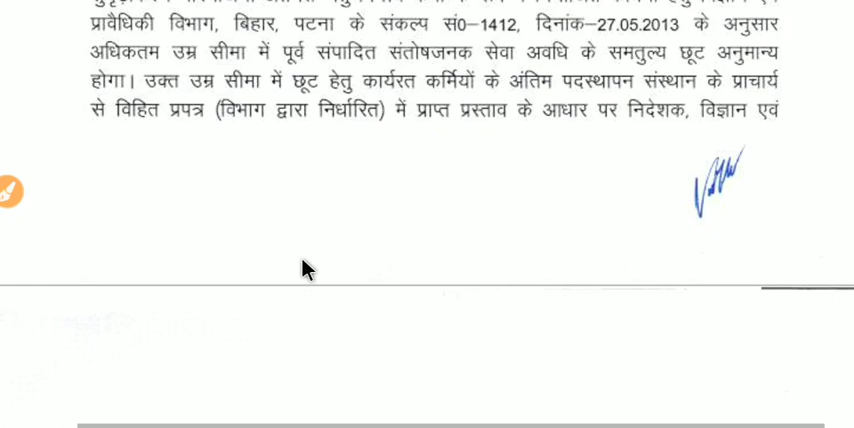 प्रावैधिकी विभाग, बिहार, पटना के संकल्प सं0-1412, दिनांक-27.05.2013 के अनुसार
अधिकतम उम्र सीमा में पूर्व संपादित संतोषजनक सेवा अवधि के समतुल्य छूट अनुमान्य
होगा। उक्त उम्र सीमा में छूट हेतु कार्यरत कर्मियों के अंतिम पदस्थापन संस्थान के प्राचार्य
से विहित प्रपत्र (विभाग द्वारा निर्धारित) में प्राप्त प्रस्ताव के आधार पर निदेशक, विज्ञान एवं